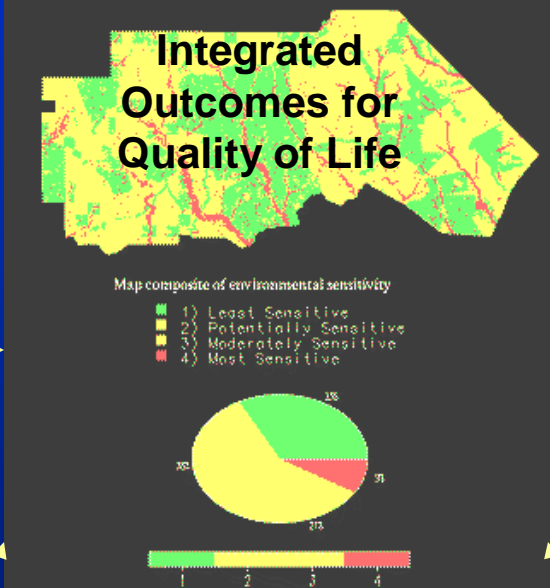 Integrated
Outcomes for
Quality of Life
Map composite of environmental sensitivity
1) Least Sensitive
2) Potentially Sensitive
3) Moderately Sensitive
4) Most Sensitive
1 2 3 4